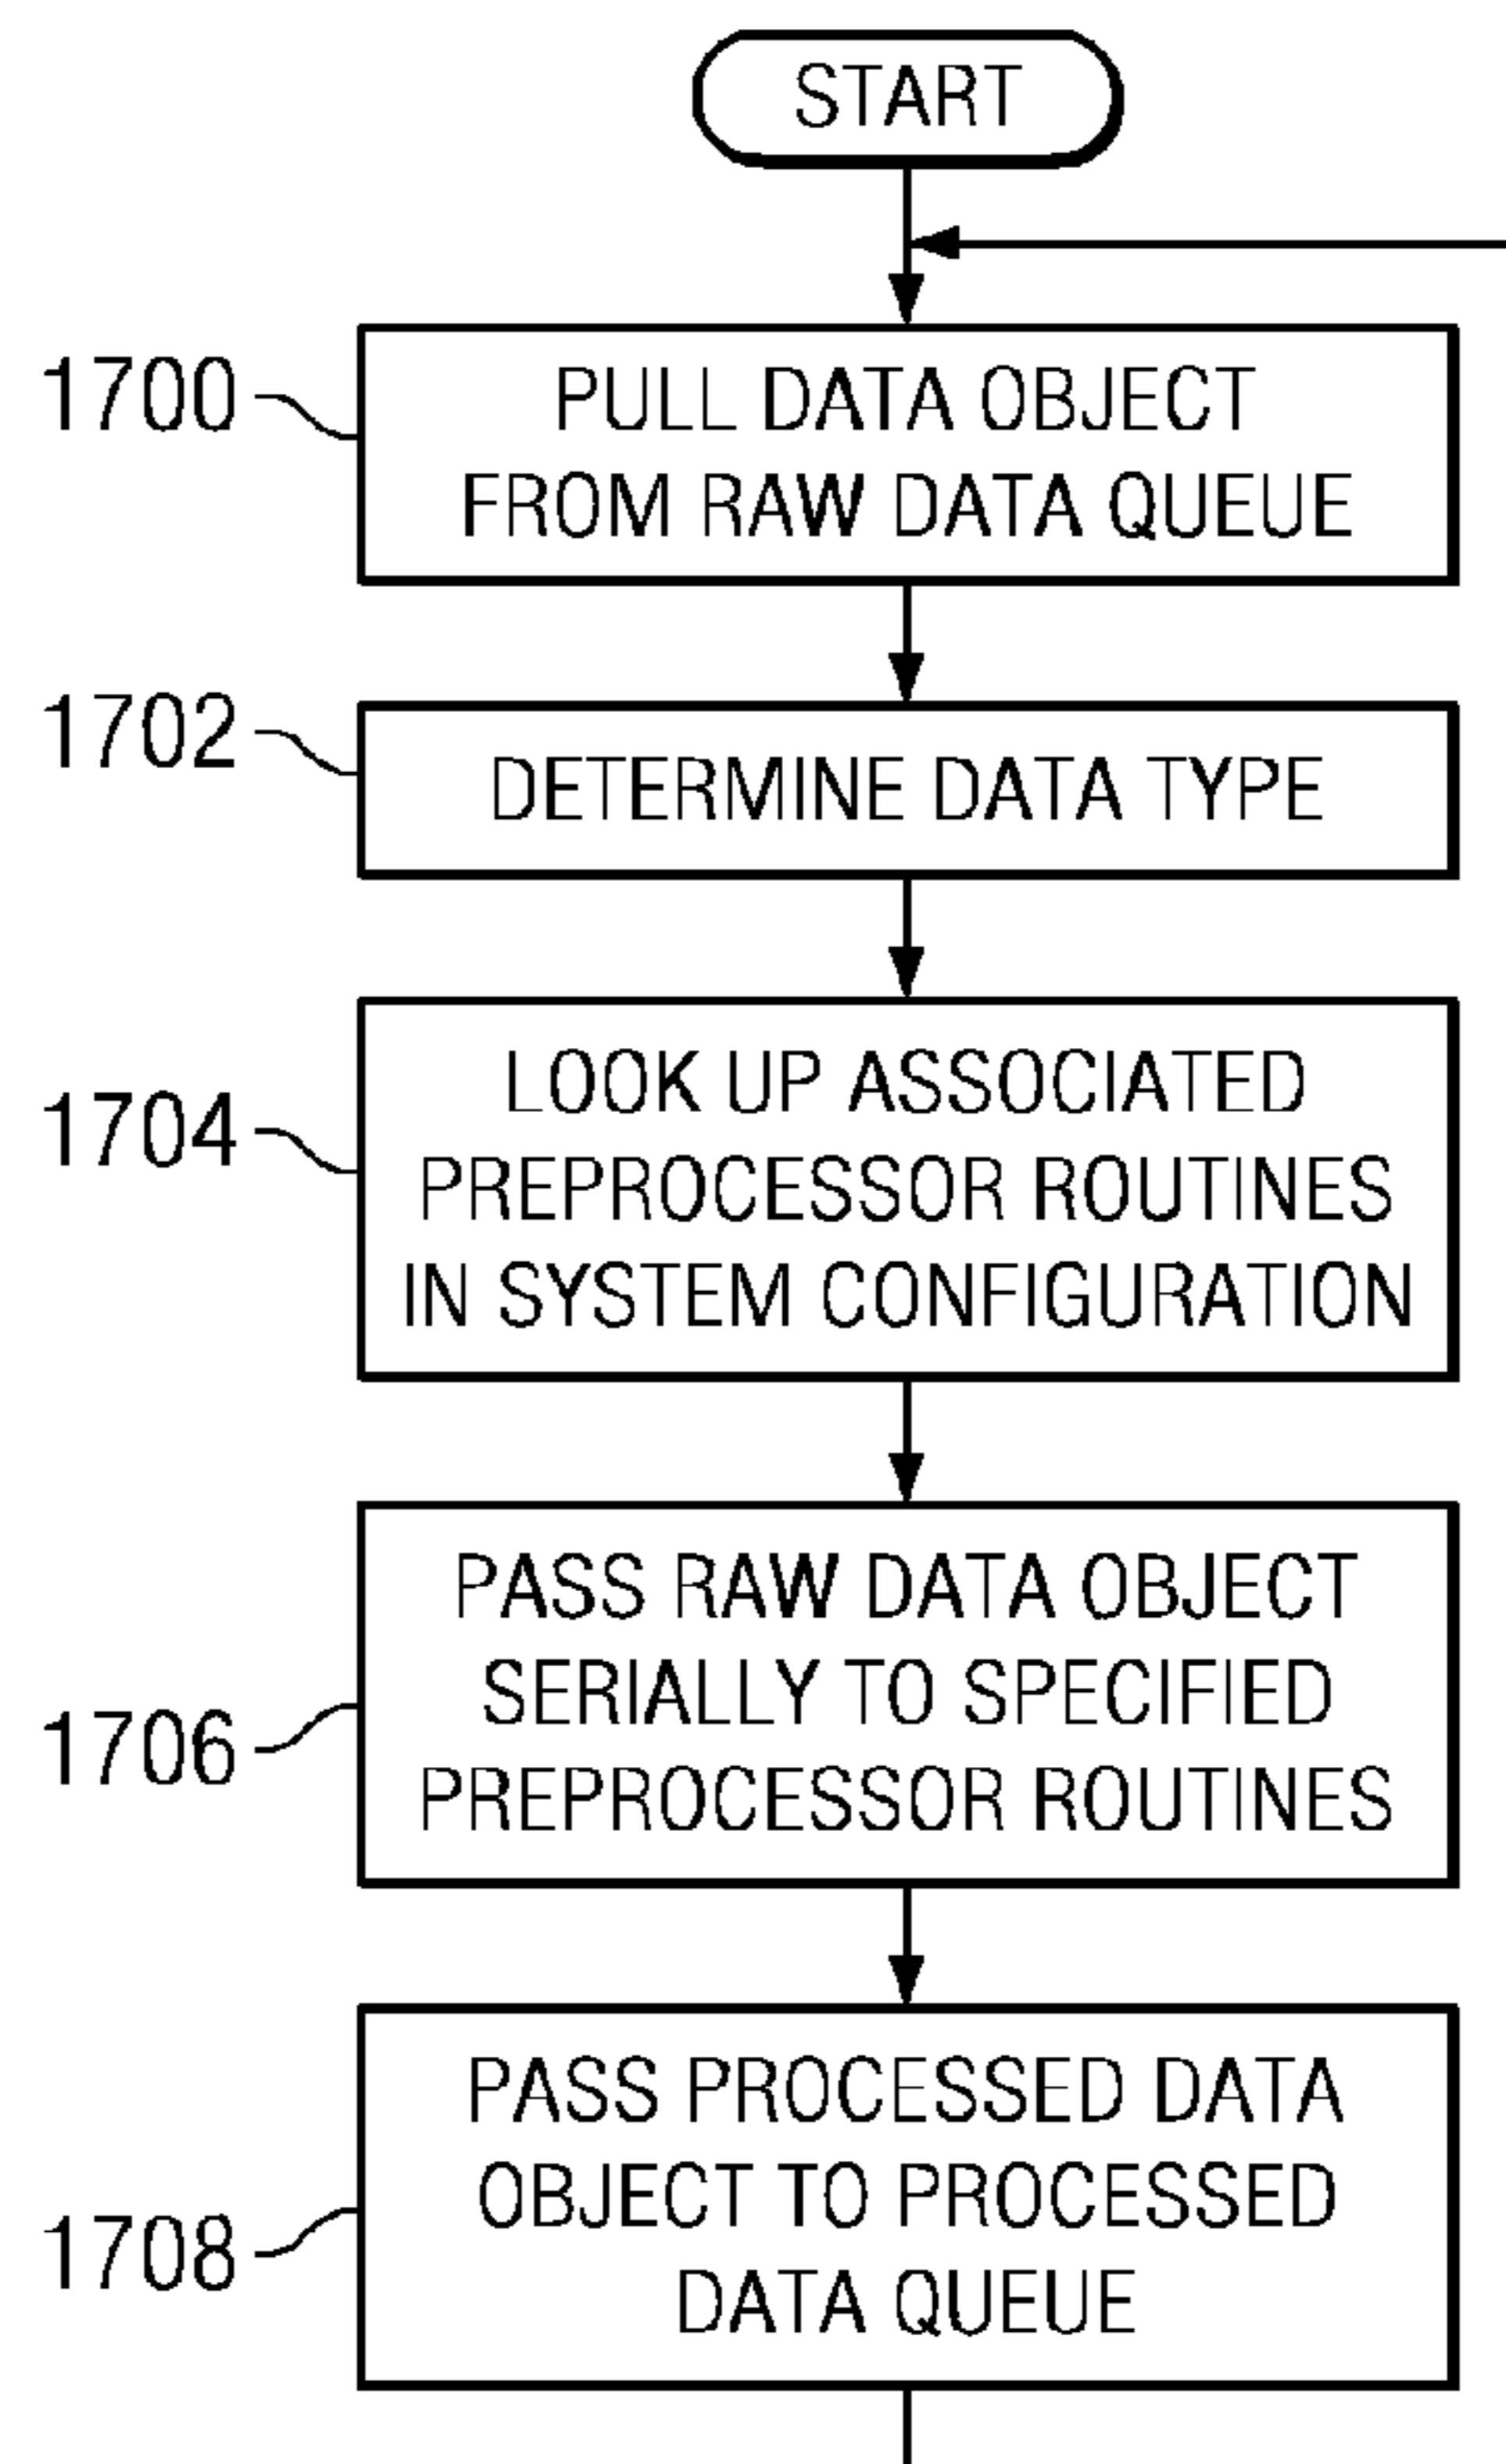 START
1700
PULL DATA OBJECT
FROM RAW DATA QUEUE
1702
DETERMINE DATA TYPE
1704
LOOK UP ASSOCIATED
PREPROCESSOR ROUTINES
IN SYSTEM CONFIGURATION
1706
PASS RAW DATA OBJECT
SERIALLY TO SPECIFIED
PREPROCESSOR ROUTINES
1708
PASS PROCESSED DATA
OBJECT TO PROCESSED
DATA QUEUE